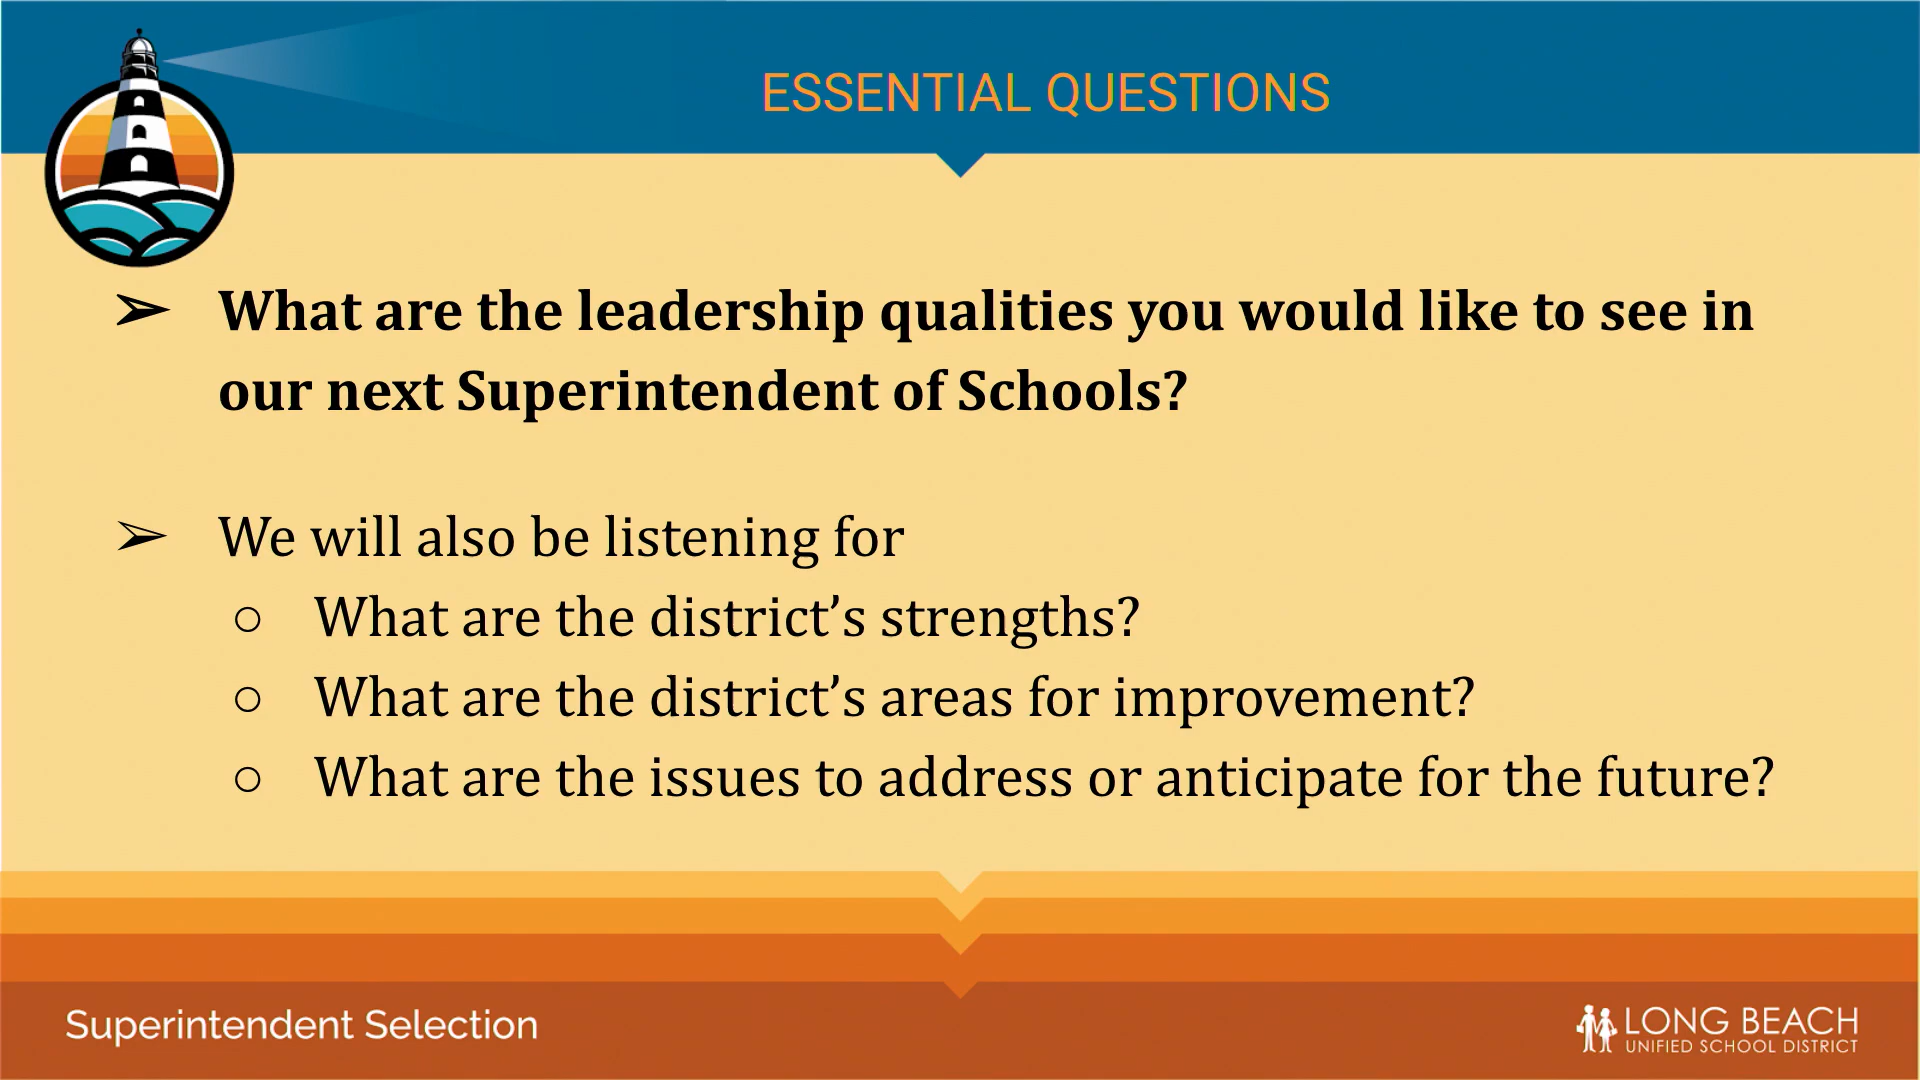 ESSENTIAL QUESTIONS
➢ What are the leadership qualities you would like to see in
our next Superintendent of Schools?
➢ We will also be listening for
○ What are the district’s strengths?
○ What are the district’s areas for improvement?
○ What are the issues to address or anticipate for the future?
Superintendent Selection
LONG BEACH
UNIFIED SCHOOL DISTRICT